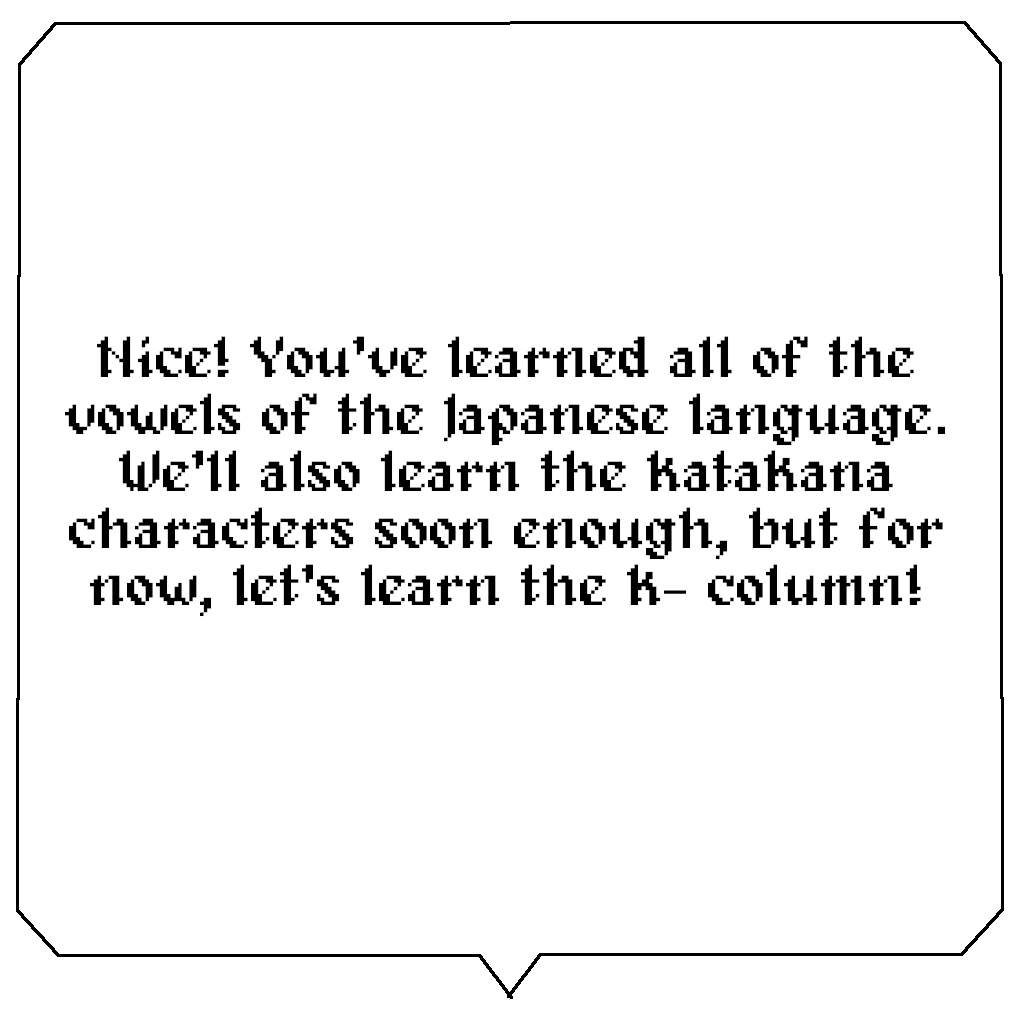 Nice! You've learned all of the
vowels of the Japanese language.
We'll also learn the katakana
characters soon enough, but for
now, let's learn the k- column!